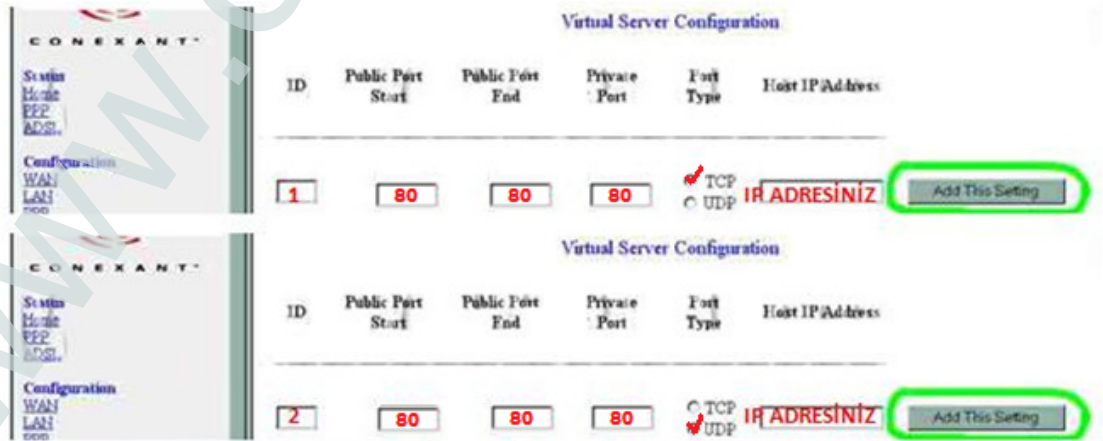 CONEXANT
Virtual Server Configuration
Status
Home
PPP
ADSL
ID
Public Port Start
Public Port End
Private Port
Port Type
Host IP Address
Configuration
WAN
LAN
PPP
1
80
80
80
TCP
UDP
IP ADRESİNİZ
Add This Setting
CONEXANT
Virtual Server Configuration
Status
Home
PPP
ADSL
ID
Public Port Start
Public Port End
Private Port
Port Type
Host IP Address
Configuration
WAN
LAN
PPP
2
80
80
80
TCP
UDP
IP ADRESİNİZ
Add This Setting